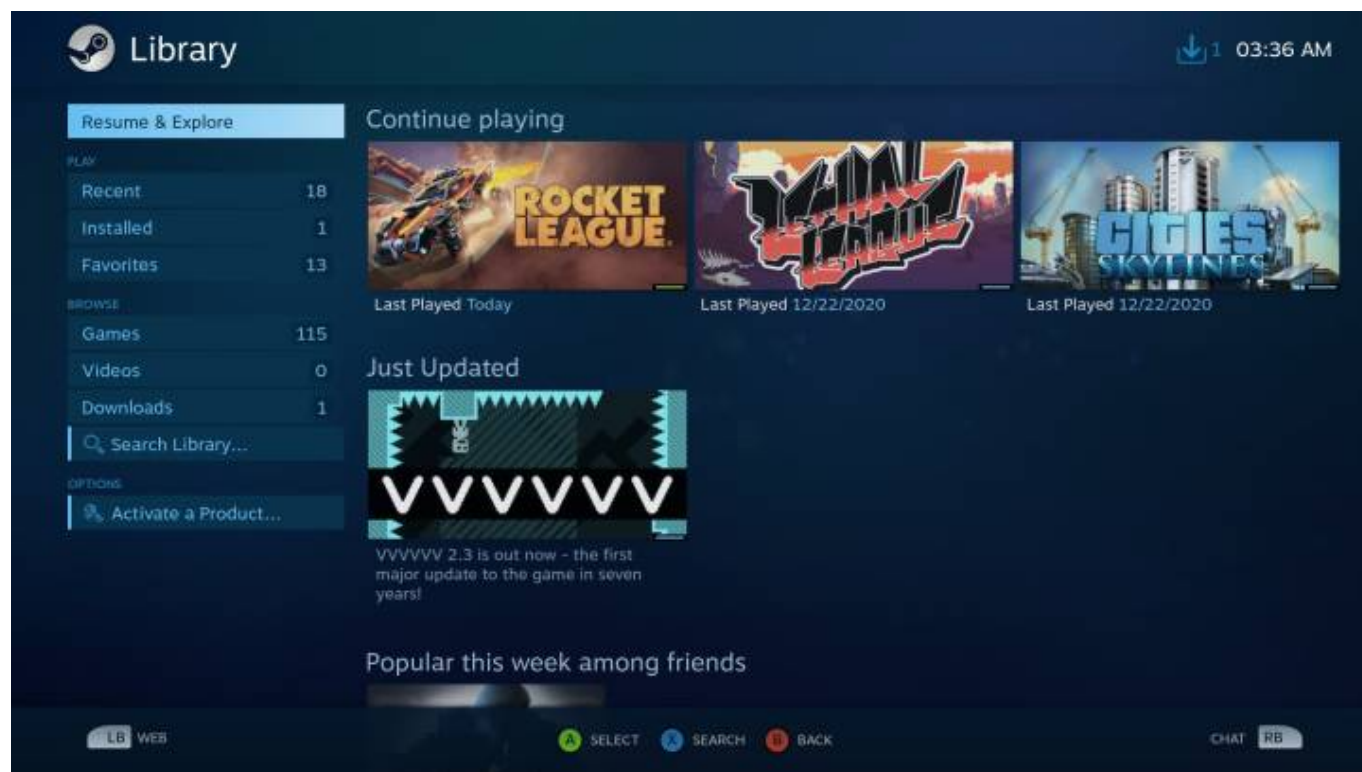 Library
1 03:36 AM
Resume & Explore
PLAY
Recent 18
Installed 1
Favorites 13
BROWSE
Games 115
Videos 0
Downloads 1
Search Library...
OPTIONS
Activate a Product...
Continue playing
ROCKET
LEAGUE
LETHAL
LEAGUE
CITIES
SKYLINES
Last Played Today
Last Played 12/22/2020
Last Played 12/22/2020
Just Updated
VVVVVV
VVVVVV 2.3 is out now - the first
major update to the game in seven
years!
Popular this week among friends
LB WEB
A SELECT X SEARCH B BACK
CHAT RB